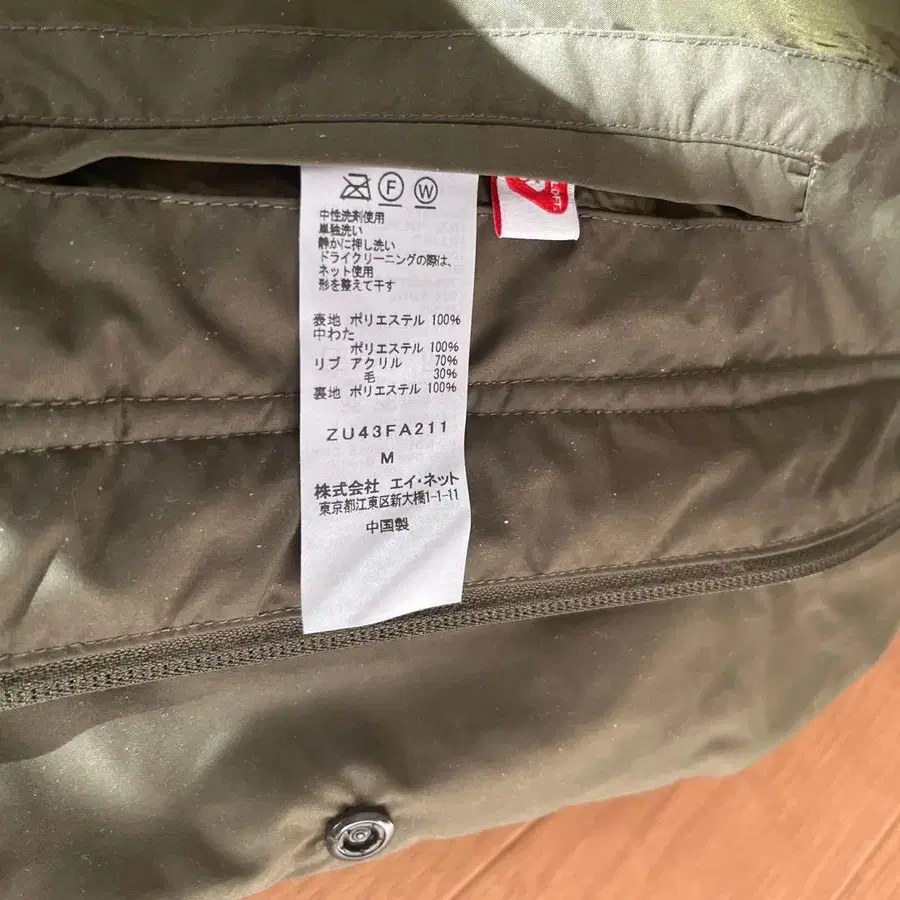 F W
中性洗剤使用
単独洗い
静かに押し洗い
ドライクリーニングの際は、
ネット使用
形を整えて干す
表地 ポリエステル 100%
中わた
ポリエステル 100%
リブ アクリル 70%
毛 30%
裏地 ポリエステル 100%
ZU43FA211
M
株式会社 エイ・ネット
東京都江東区新大橋1-1-11
中国製